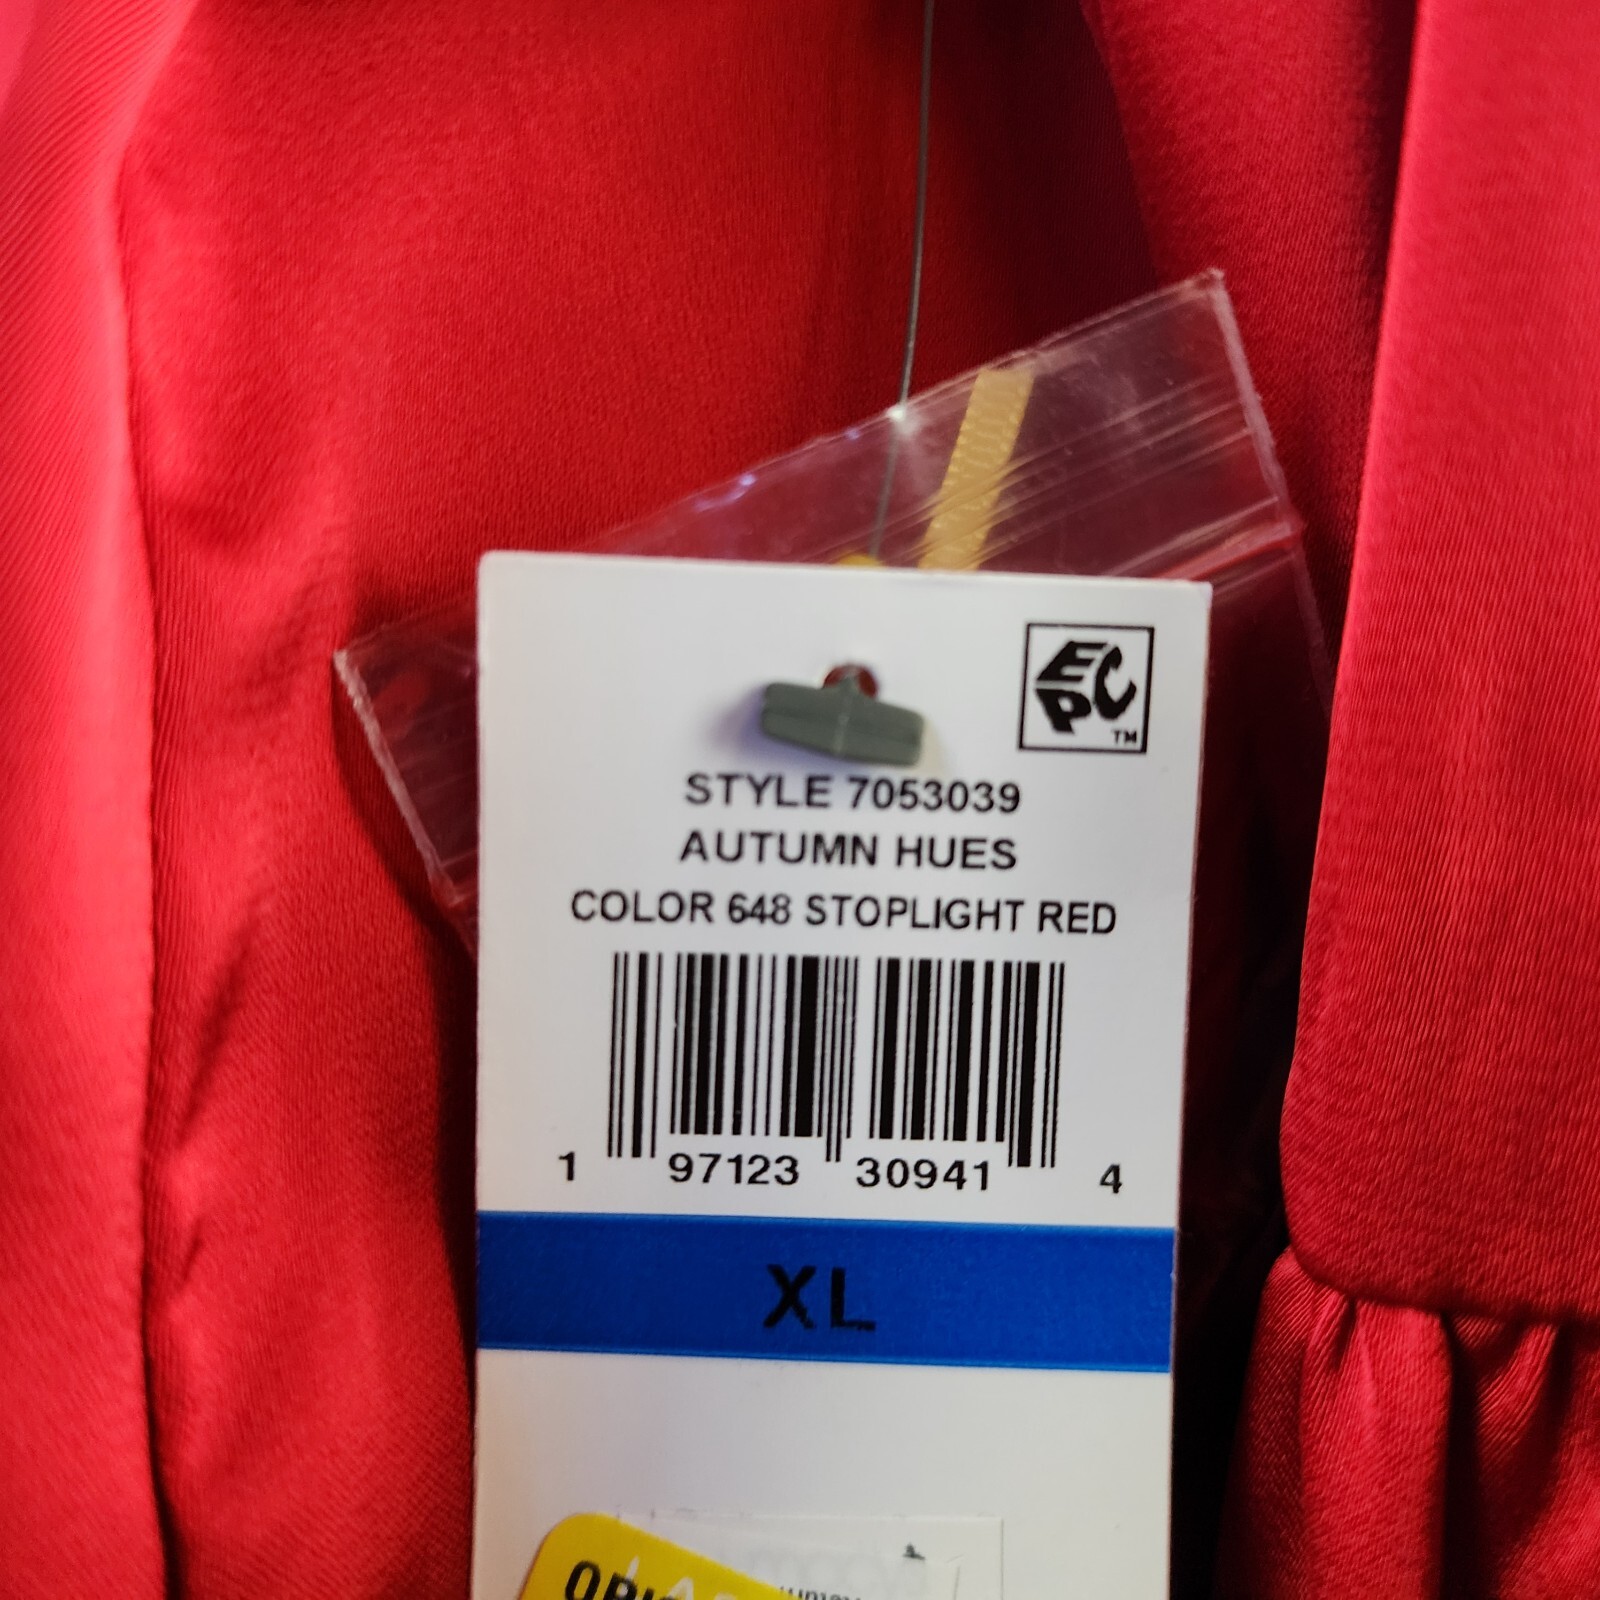 EPC
TM
STYLE 7053039
AUTUMN HUES
COLOR 648 STOPLIGHT RED
1 97123 30941 4
XL